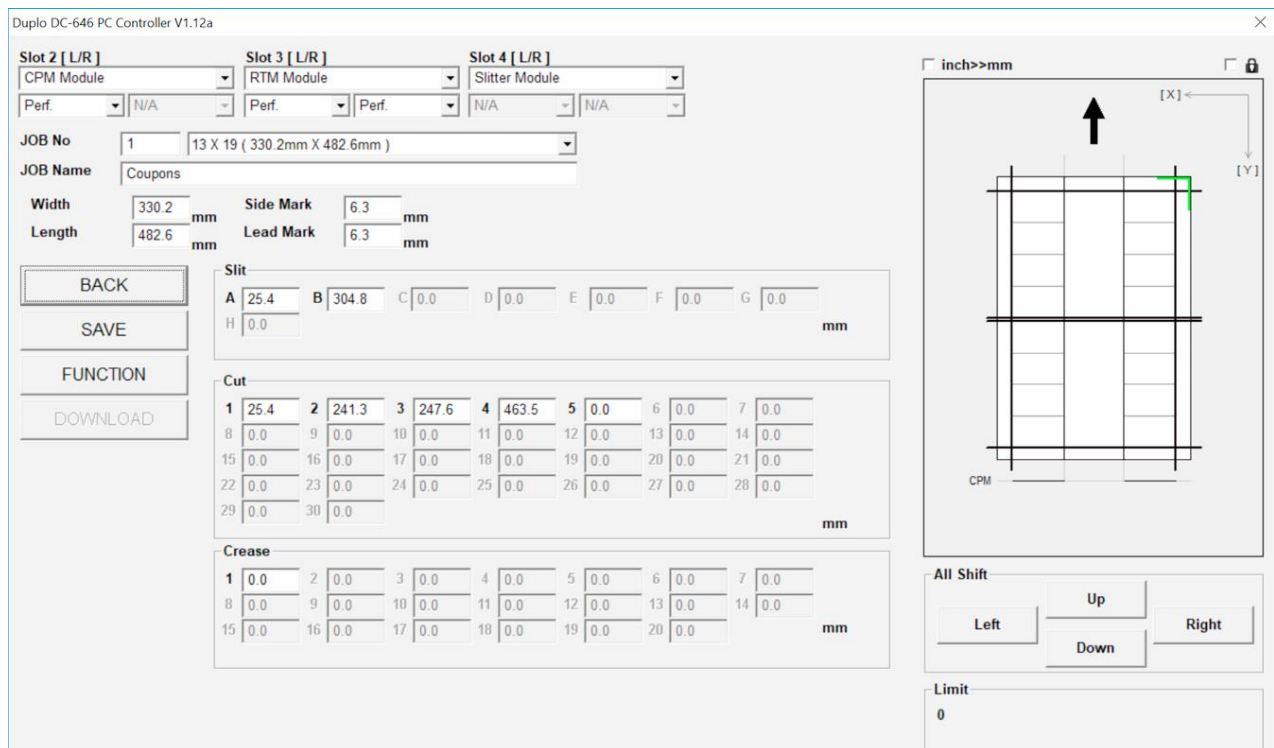 Duplo DC-646 PC Controller V1.12a
Slot 2 [ L/R ] Slot 3 [ L/R ] Slot 4 [ L/R ]
CPM Module RTM Module Slitter Module
Perf. N/A Perf. Perf. N/A N/A
JOB No 1 13 X 19 ( 330.2mm X 482.6mm )
JOB Name Coupons
Width 330.2 mm Side Mark 6.3 mm
Length 482.6 mm Lead Mark 6.3 mm
BACK
SAVE
FUNCTION
DOWNLOAD
Slit
A 25.4 B 304.8 C 0.0 D 0.0 E 0.0 F 0.0 G 0.0
H 0.0 mm
Cut
1 25.4 2 241.3 3 247.6 4 463.5 5 0.0 6 0.0 7 0.0
8 0.0 9 0.0 10 0.0 11 0.0 12 0.0 13 0.0 14 0.0
15 0.0 16 0.0 17 0.0 18 0.0 19 0.0 20 0.0 21 0.0
22 0.0 23 0.0 24 0.0 25 0.0 26 0.0 27 0.0 28 0.0
29 0.0 30 0.0
mm
Crease
1 0.0 2 0.0 3 0.0 4 0.0 5 0.0 6 0.0 7 0.0
8 0.0 9 0.0 10 0.0 11 0.0 12 0.0 13 0.0 14 0.0
15 0.0 16 0.0 17 0.0 18 0.0 19 0.0 20 0.0 mm
inch>>mm
[X]
[Y]
CPM
All Shift
Up
Left Right
Down
Limit
0